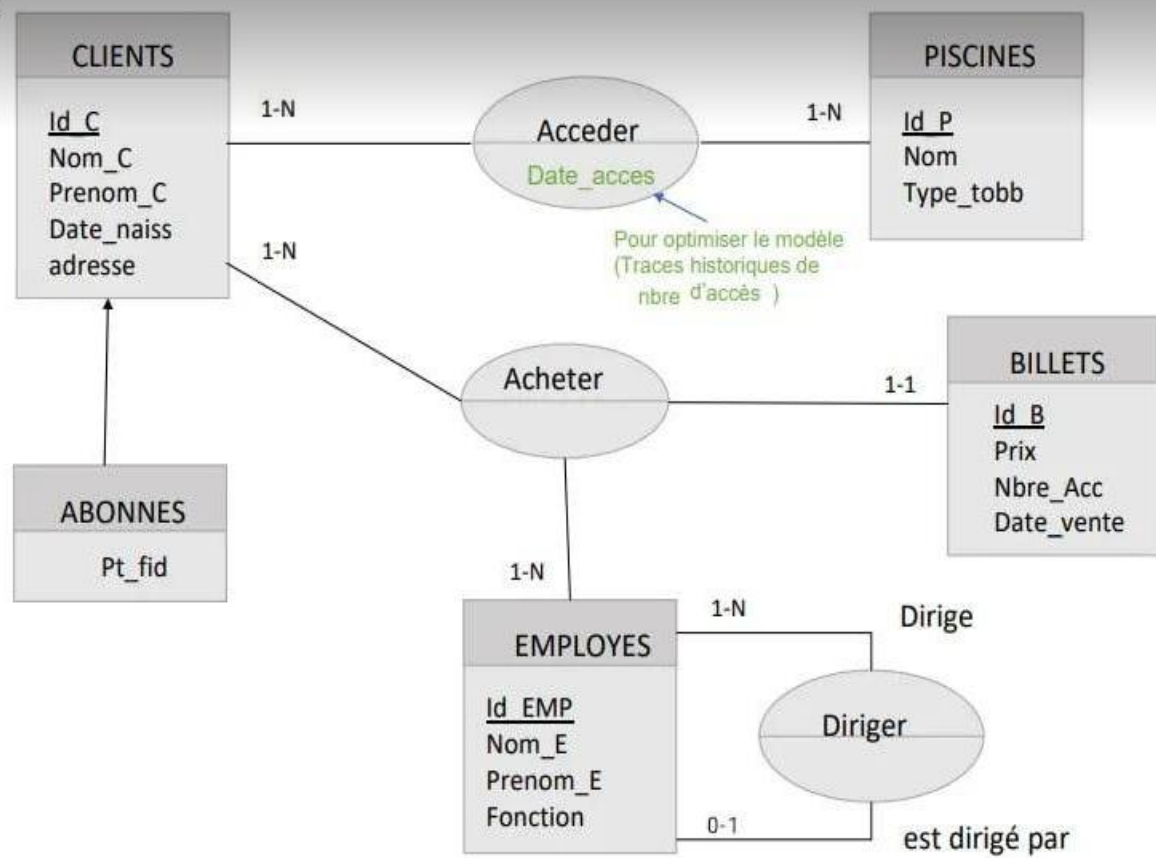 CLIENTS
Id_C
Nom_C
Prenom_C
Date_naiss
adresse
1-N
Acceder
Date_acces
1-N
PISCINES
Id_P
Nom
Type_tobb
Pour optimiser le modèle
(Traces historiques de
nbre d'accès )
1-N
Acheter
1-1
BILLETS
Id_B
Prix
Nbre_Acc
Date_vente
ABONNES
Pt_fid
1-N
EMPLOYES
Id_EMP
Nom_E
Prenom_E
Fonction
1-N
Dirige
Diriger
0-1
est dirigé par